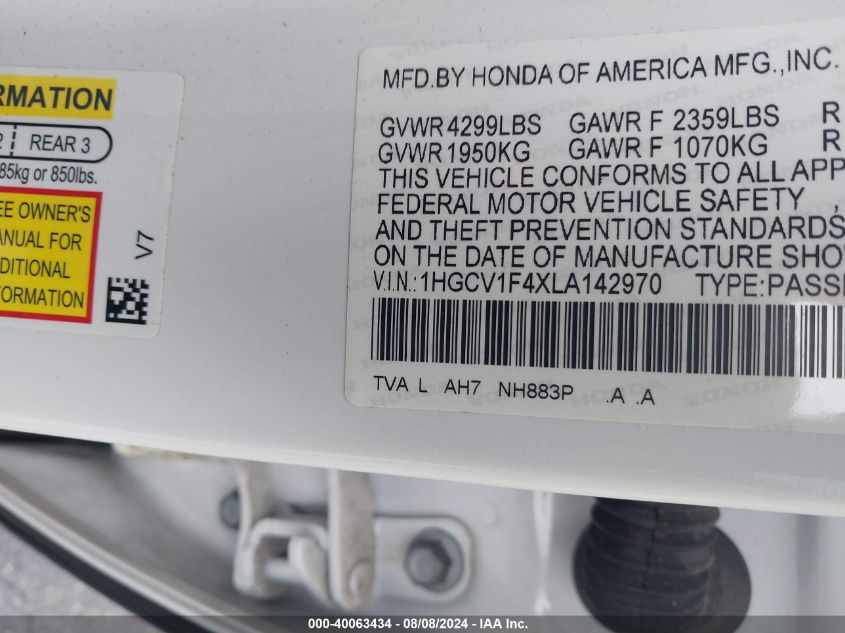 RMATION
2 REAR 3
85kg or 850lbs.
EE OWNER'S
ANUAL FOR
DITIONAL
FORMATION
V7
MFD.BY HONDA OF AMERICA MFG.,INC.
GVWR 4299LBS GAWR F 2359LBS R
GVWR 1950KG GAWR F 1070KG R
THIS VEHICLE CONFORMS TO ALL APP
FEDERAL MOTOR VEHICLE SAFETY
AND THEFT PREVENTION STANDARDS
ON THE DATE OF MANUFACTURE SHO
V.I.N.:1HGCV1F4XLA142970 TYPE:PASSE
TVA L AH7 NH883P .A .A
000-40063434 - 08/08/2024 - IAA Inc.